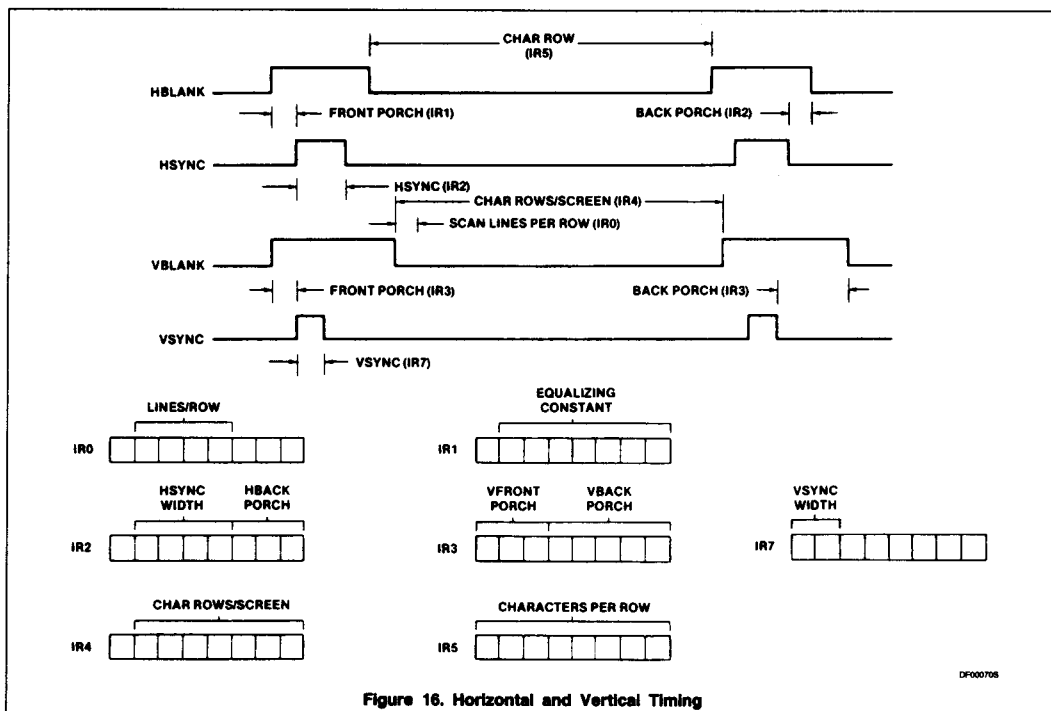 CHAR ROW
(IR5)
HBLANK
FRONT PORCH (IR1)
BACK PORCH (IR2)
HSYNC
HSYNC (IR2)
CHAR ROWS/SCREEN (IR4)
SCAN LINES PER ROW (IR0)
VBLANK
FRONT PORCH (IR3)
BACK PORCH (IR3)
VSYNC
VSYNC (IR7)
LINES/ROW
IR0
EQUALIZING
CONSTANT
IR1
HSYNC
WIDTH
HBACK
PORCH
IR2
VFRONT
PORCH
VBACK
PORCH
IR3
VSYNC
WIDTH
IR7
CHAR ROWS/SCREEN
IR4
CHARACTERS PER ROW
IR5
DF00070S
Figure 16. Horizontal and Vertical Timing